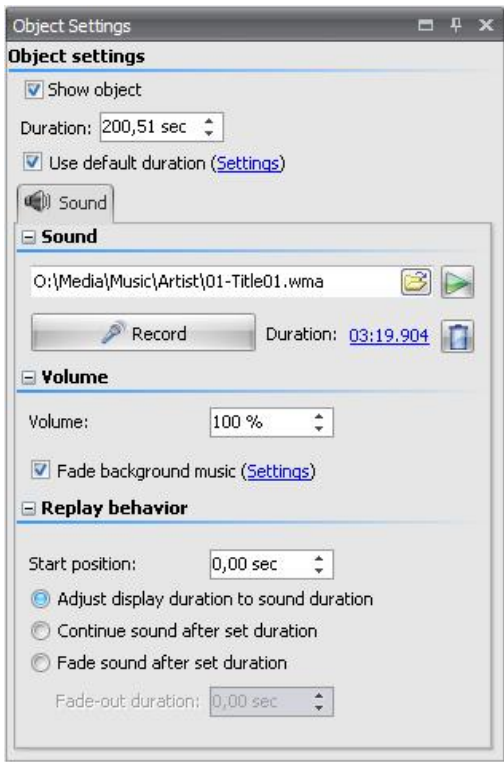 Object Settings
Object settings
Show object
Duration: 200,51 sec
Use default duration (Settings)
Sound
Sound
O:\Media\Music\Artist\01-Title01.wma
Record Duration: 03:19.904
Volume
Volume: 100 %
Fade background music (Settings)
Replay behavior
Start position: 0,00 sec
Adjust display duration to sound duration
Continue sound after set duration
Fade sound after set duration
Fade-out duration: 0,00 sec